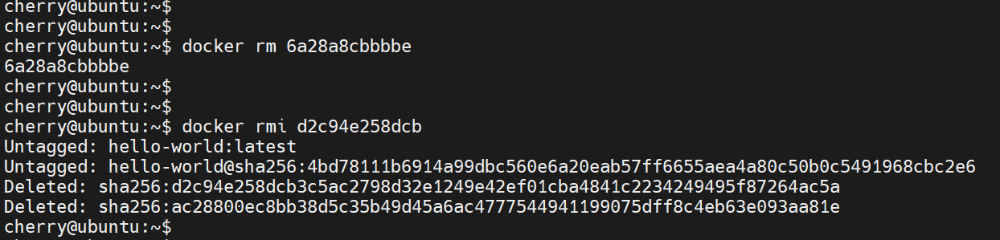 cherry@ubuntu:~$
cherry@ubuntu:~$
cherry@ubuntu:~$ docker rm 6a28a8cbbbbe
6a28a8cbbbbe
cherry@ubuntu:~$
cherry@ubuntu:~$
cherry@ubuntu:~$ docker rmi d2c94e258dcb
Untagged: hello-world:latest
Untagged: hello-world@sha256:4bd78111b6914a99dbc560e6a20eab57ff6655aea4a80c50b0c5491968cbc2e6
Deleted: sha256:d2c94e258dcb3c5ac2798d32e1249e42ef01cba4841c2234249495f87264ac5a
Deleted: sha256:ac28800ec8bb38d5c35b49d45a6ac4777544941199075dff8c4eb63e093aa81e
cherry@ubuntu:~$